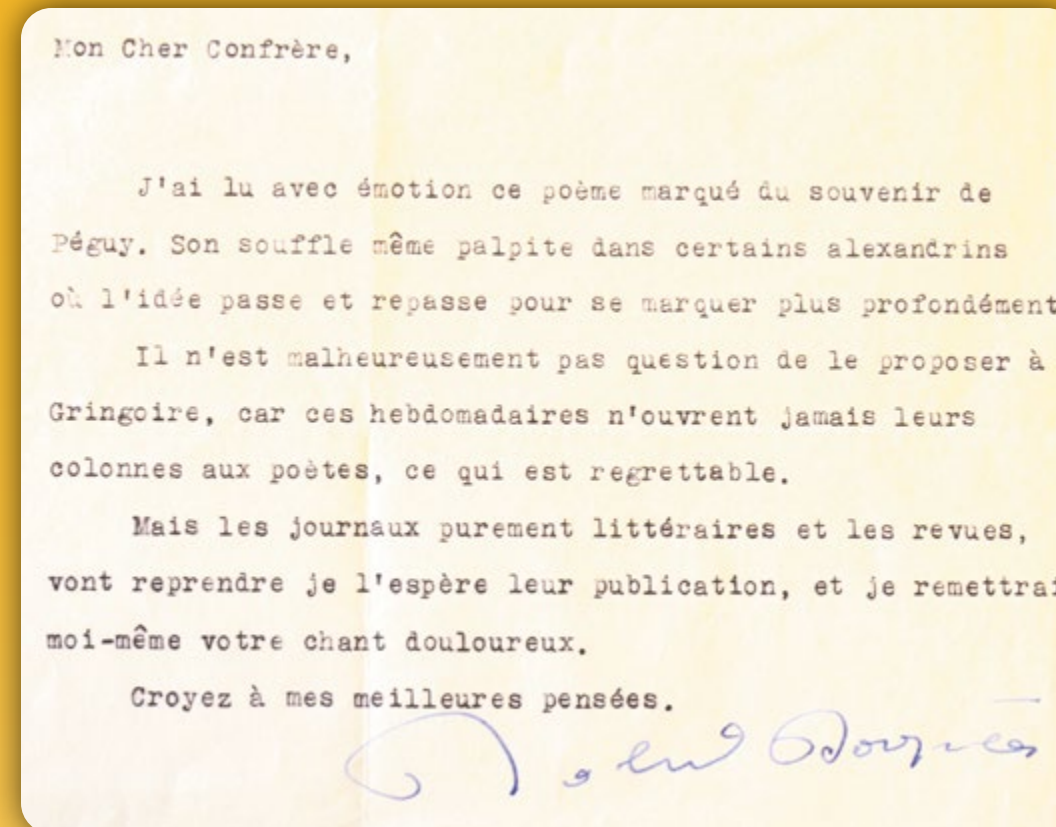 Mon Cher Confrère,
J'ai lu avec émotion ce poème marqué du souvenir de
Péguy. Son souffle même palpite dans certains alexandrins
où l'idée passe et repasse pour se marquer plus profondément
Il n'est malheureusement pas question de le proposer à
Gringoire, car ces hebdomadaires n'ouvrent jamais leurs
colonnes aux poètes, ce qui est regrettable.
Mais les journaux purement littéraires et les revues,
vont reprendre je l'espère leur publication, et je remettrai
moi-même votre chant douloureux.
Croyez à mes meilleures pensées.